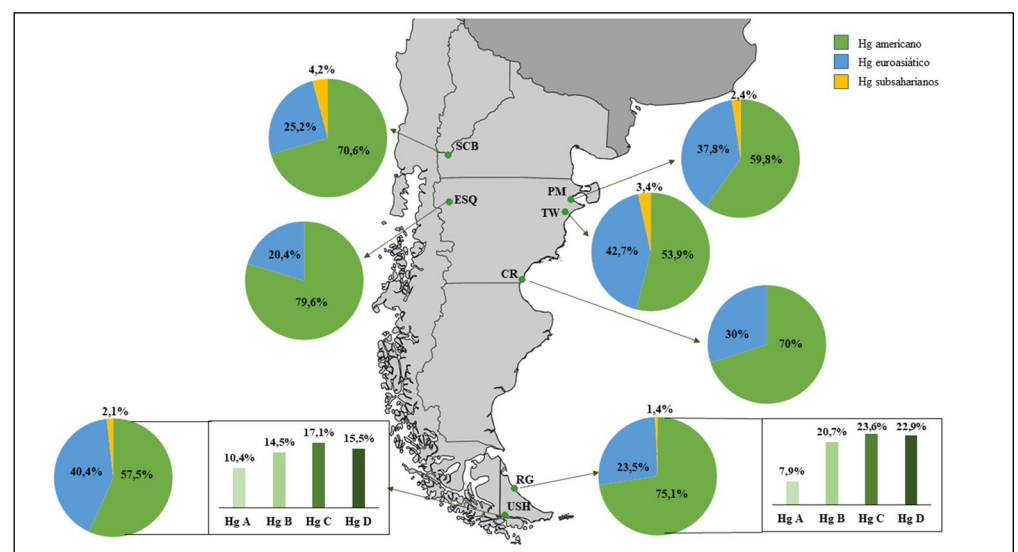 Hg americano
Hg euroasiático
Hg subsaharianos
4,2%
25,2%
70,6%
SCB
2,4%
37,8%
59,8%
PM
ESQ
TW
3,4%
42,7%
53,9%
20,4%
79,6%
CR
30%
70%
2,1%
40,4%
57,5%
10,4%
14,5%
17,1%
15,5%
Hg A
Hg B
Hg C
Hg D
RG
USH
1,4%
23,5%
75,1%
7,9%
20,7%
23,6%
22,9%
Hg A
Hg B
Hg C
Hg D